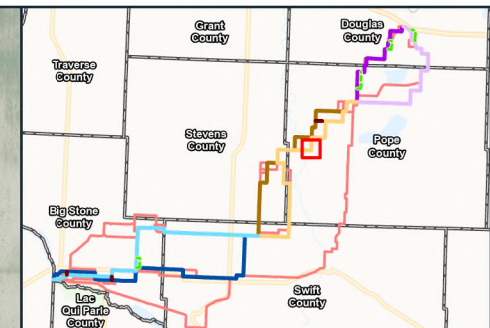 Grant
County
Douglas
County
Traverse
County
Stevens
County
Pope
County
Big Stone
County
Swift
County
Lac
Qui Parle
County